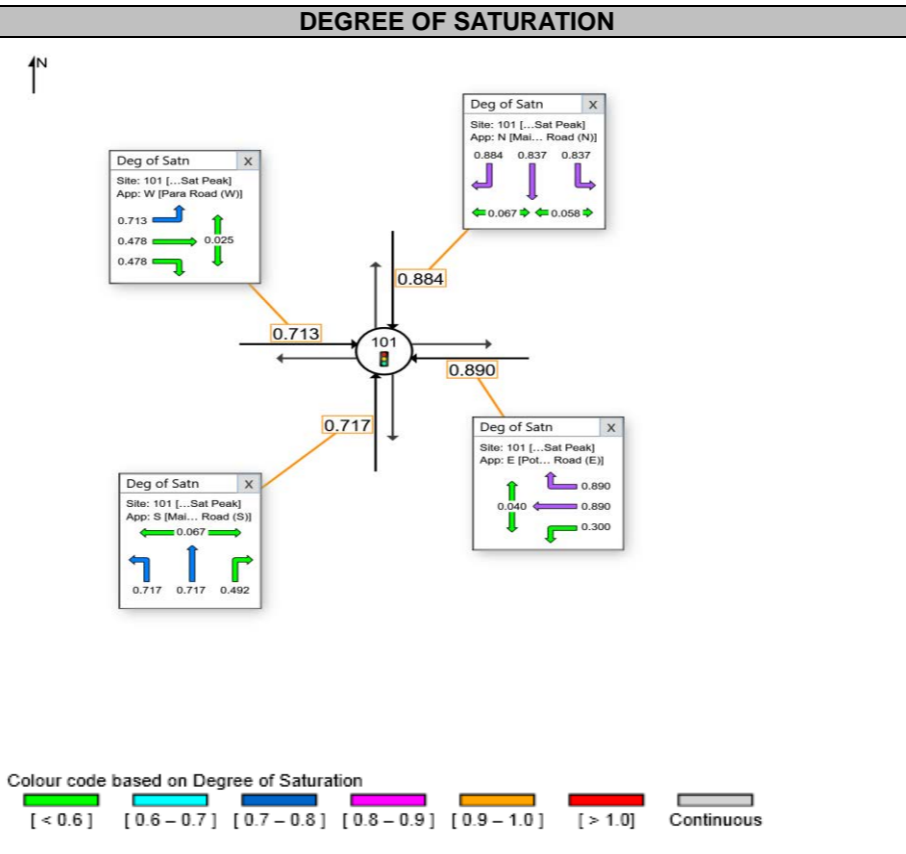 DEGREE OF SATURATION
N
Deg of Satn X
Site: 101 [...Sat Peak]
App: N [Mai... Road (N)]
0.884 0.837 0.837
0.067 0.058
Deg of Satn X
Site: 101 [...Sat Peak]
App: W [Para Road (W)]
0.713
0.478 0.025
0.478
0.884
0.713
101
0.890
0.717
Deg of Satn X
Site: 101 [...Sat Peak]
App: E [Pot... Road (E)]
0.890
0.040 0.890
0.300
Deg of Satn X
Site: 101 [...Sat Peak]
App: S [Mai... Road (S)]
0.067
0.717 0.717 0.492
Colour code based on Degree of Saturation
[ < 0.6 ] [ 0.6 – 0.7 ] [ 0.7 – 0.8 ] [ 0.8 – 0.9 ] [ 0.9 – 1.0 ] [ > 1.0] Continuous